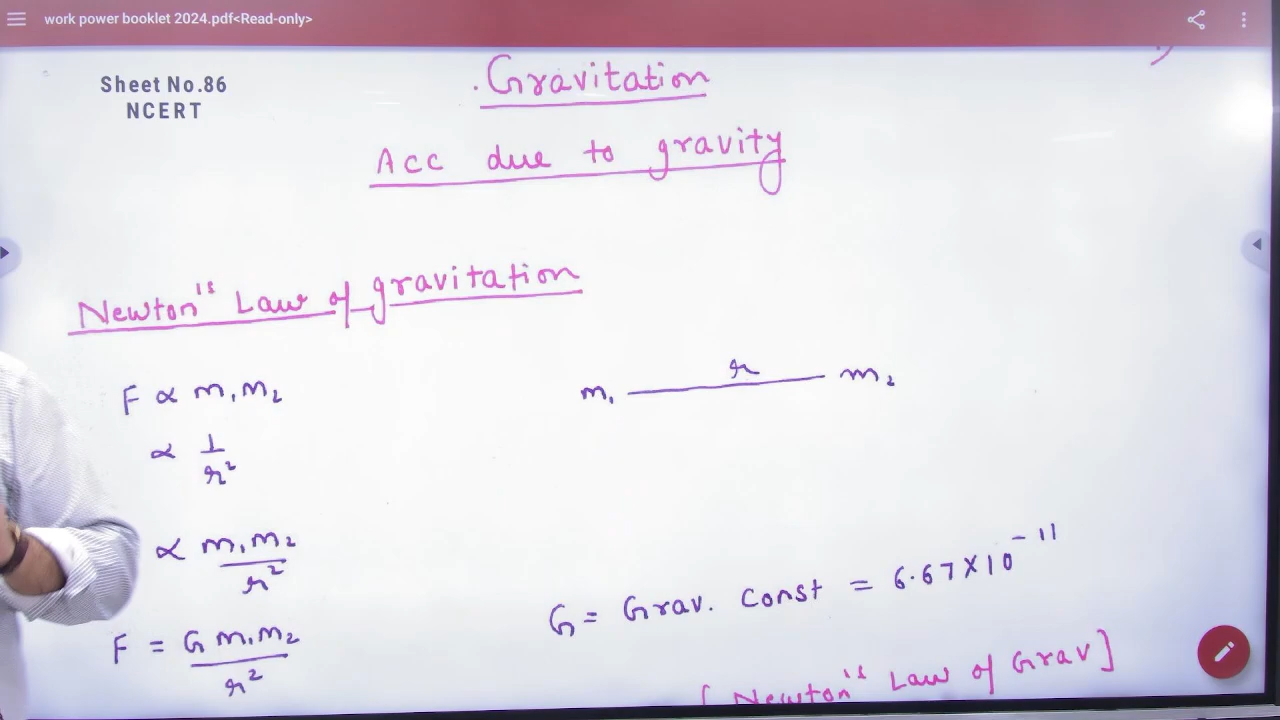 work power booklet 2024.pdf<Read-only>
Sheet No.86
NCERT
Gravitation
Acc due to gravity
Newton's Law of gravitation
F ∝ m₁m₂
m₁ r m₂
∝ 1/r²
∝ m₁m₂/r²
G = Grav. Const = 6.67×10⁻¹¹
F = G m₁m₂/r²
[Newton's Law of Grav]